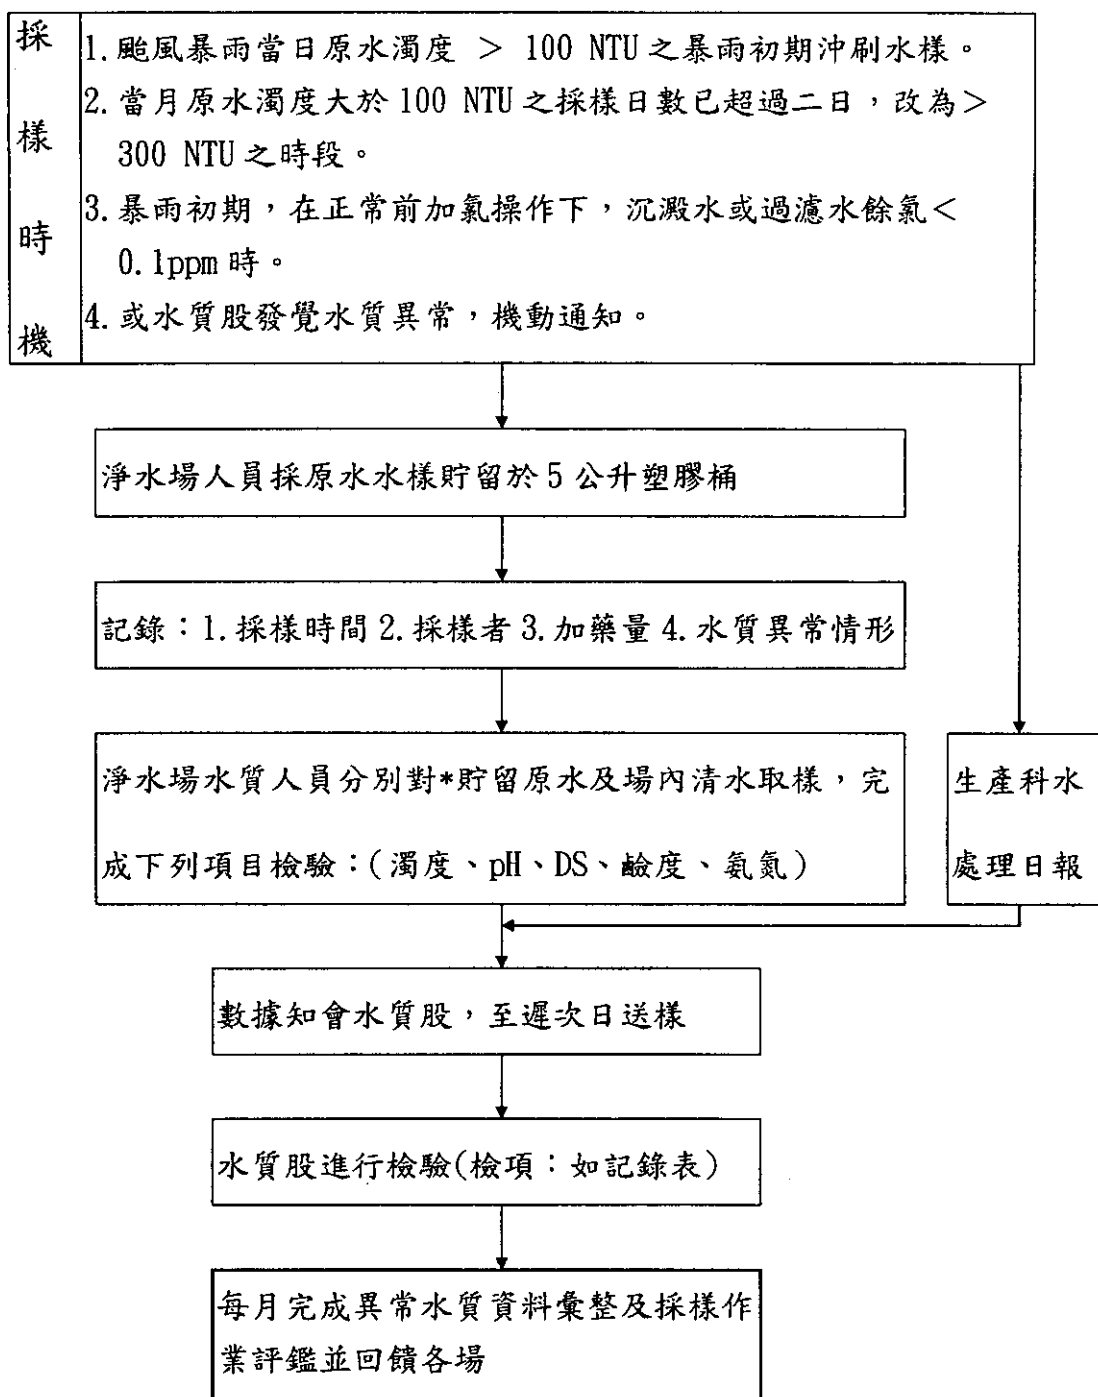 採樣時機
1.颱風暴雨當日原水濁度 > 100 NTU之暴雨初期沖刷水樣。
2.當月原水濁度大於100 NTU之採樣日數已超過二日，改為>
300 NTU之時段。
3.暴雨初期，在正常前加氯操作下，沉澱水或過濾水餘氯<
0.1ppm時。
4.或水質股發覺水質異常，機動通知。
淨水場人員採原水水樣貯留於5公升塑膠桶
記錄：1.採樣時間2.採樣者3.加藥量4.水質異常情形
淨水場水質人員分別對*貯留原水及場內清水取樣，完
成下列項目檢驗：(濁度、pH、DS、鹼度、氨氮)
生產科水
處理日報
數據知會水質股，至遲次日送樣
水質股進行檢驗(檢項：如記錄表)
每月完成異常水質資料彙整及採樣作
業評鑑並回饋各場